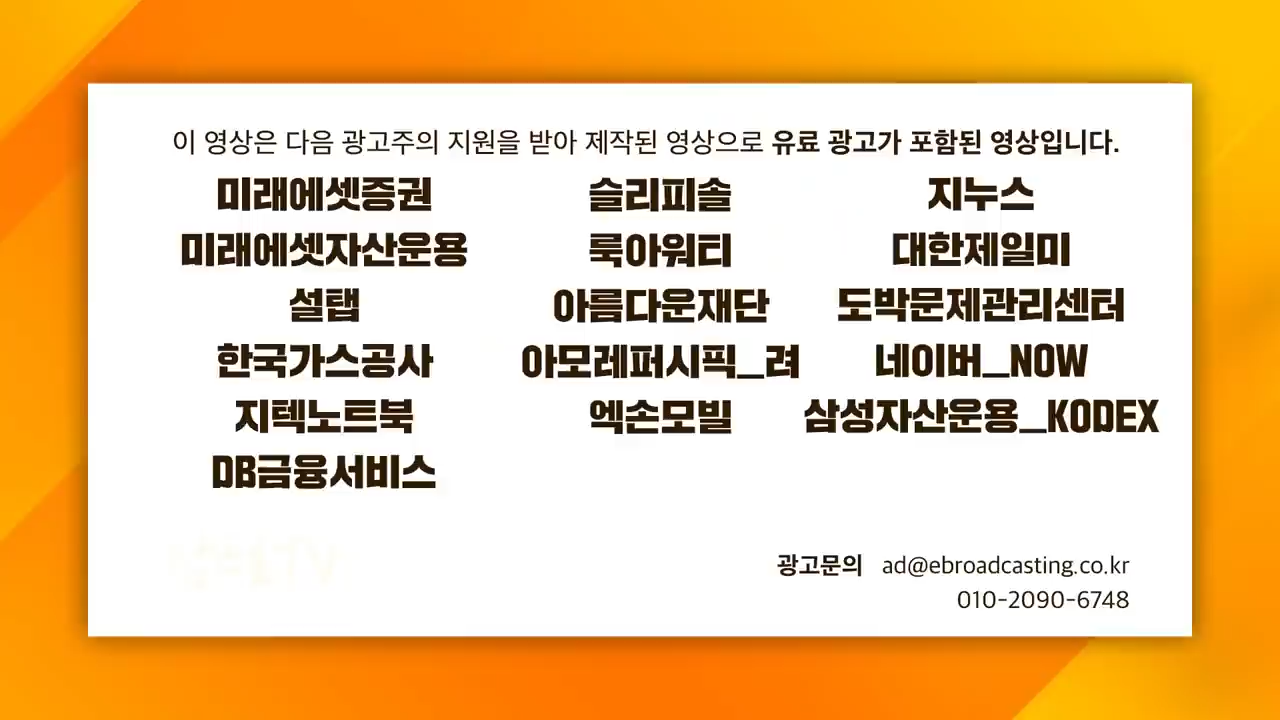 이 영상은 다음 광고주의 지원을 받아 제작된 영상으로 유료 광고가 포함된 영상입니다.
미래에셋증권 슬리피솔 지누스
미래에셋자산운용 룩아워티 대한제일미
설탭 아름다운재단 도박문제관리센터
한국가스공사 아모레퍼시픽_려 네이버_NOW
지텍노트북 엑손모빌 삼성자산운용_KODEX
DB금융서비스
광고문의 ad@ebroadcasting.co.kr
010-2090-6748